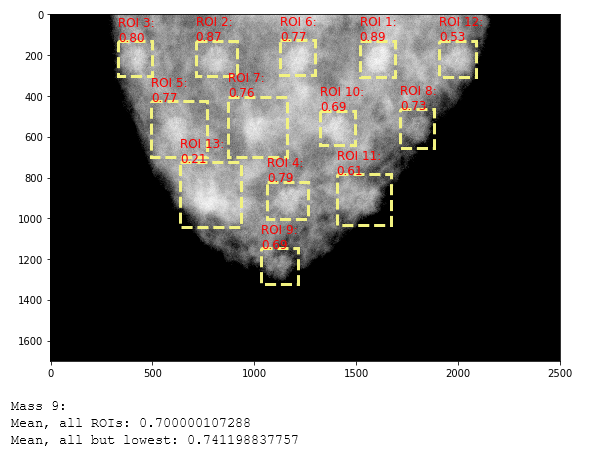 0
ROI 3:
0.80
ROI 2:
0.87
ROI 6:
0.77
ROI 1:
0.89
ROI 12:
0.53
200
400
ROI 5:
0.77
ROI 7:
0.76
ROI 10:
0.69
ROI 8:
0.73
600
ROI 13:
0.21
ROI 4:
0.79
ROI 11:
0.61
800
1000
ROI 9:
0.63
1200
1400
1600
0 500 1000 1500 2000 2500
Mass 9:
Mean, all ROIs: 0.700000107288
Mean, all but lowest: 0.741198837757